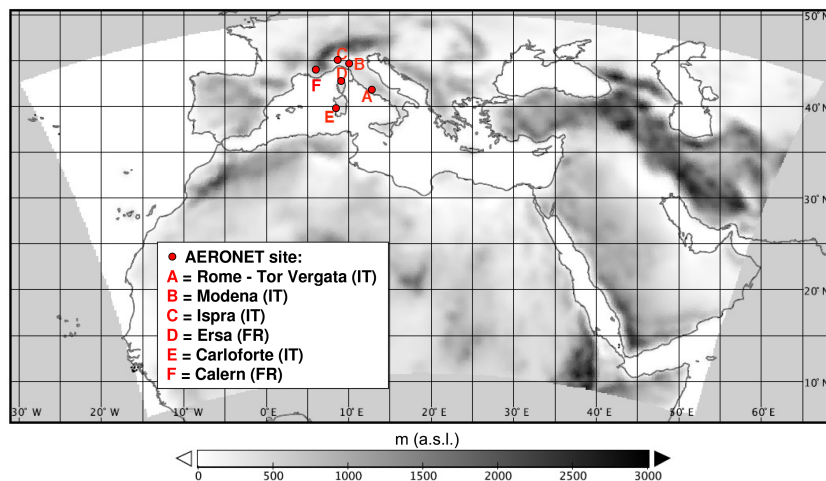 50˚N
C
B
D
F
A
40˚N
E
30˚N
AERONET site:
A = Rome - Tor Vergata (IT)
B = Modena (IT)
C = Ispra (IT)
D = Ersa (FR)
E = Carloforte (IT)
F = Calern (FR)
20˚N
10˚N
30˚ W 20˚ W 10˚ W 0˚E 10˚E 20˚E 30˚E 40˚E 50˚E 60˚E
m (a.s.l.)
0 500 1000 1500 2000 2500 3000